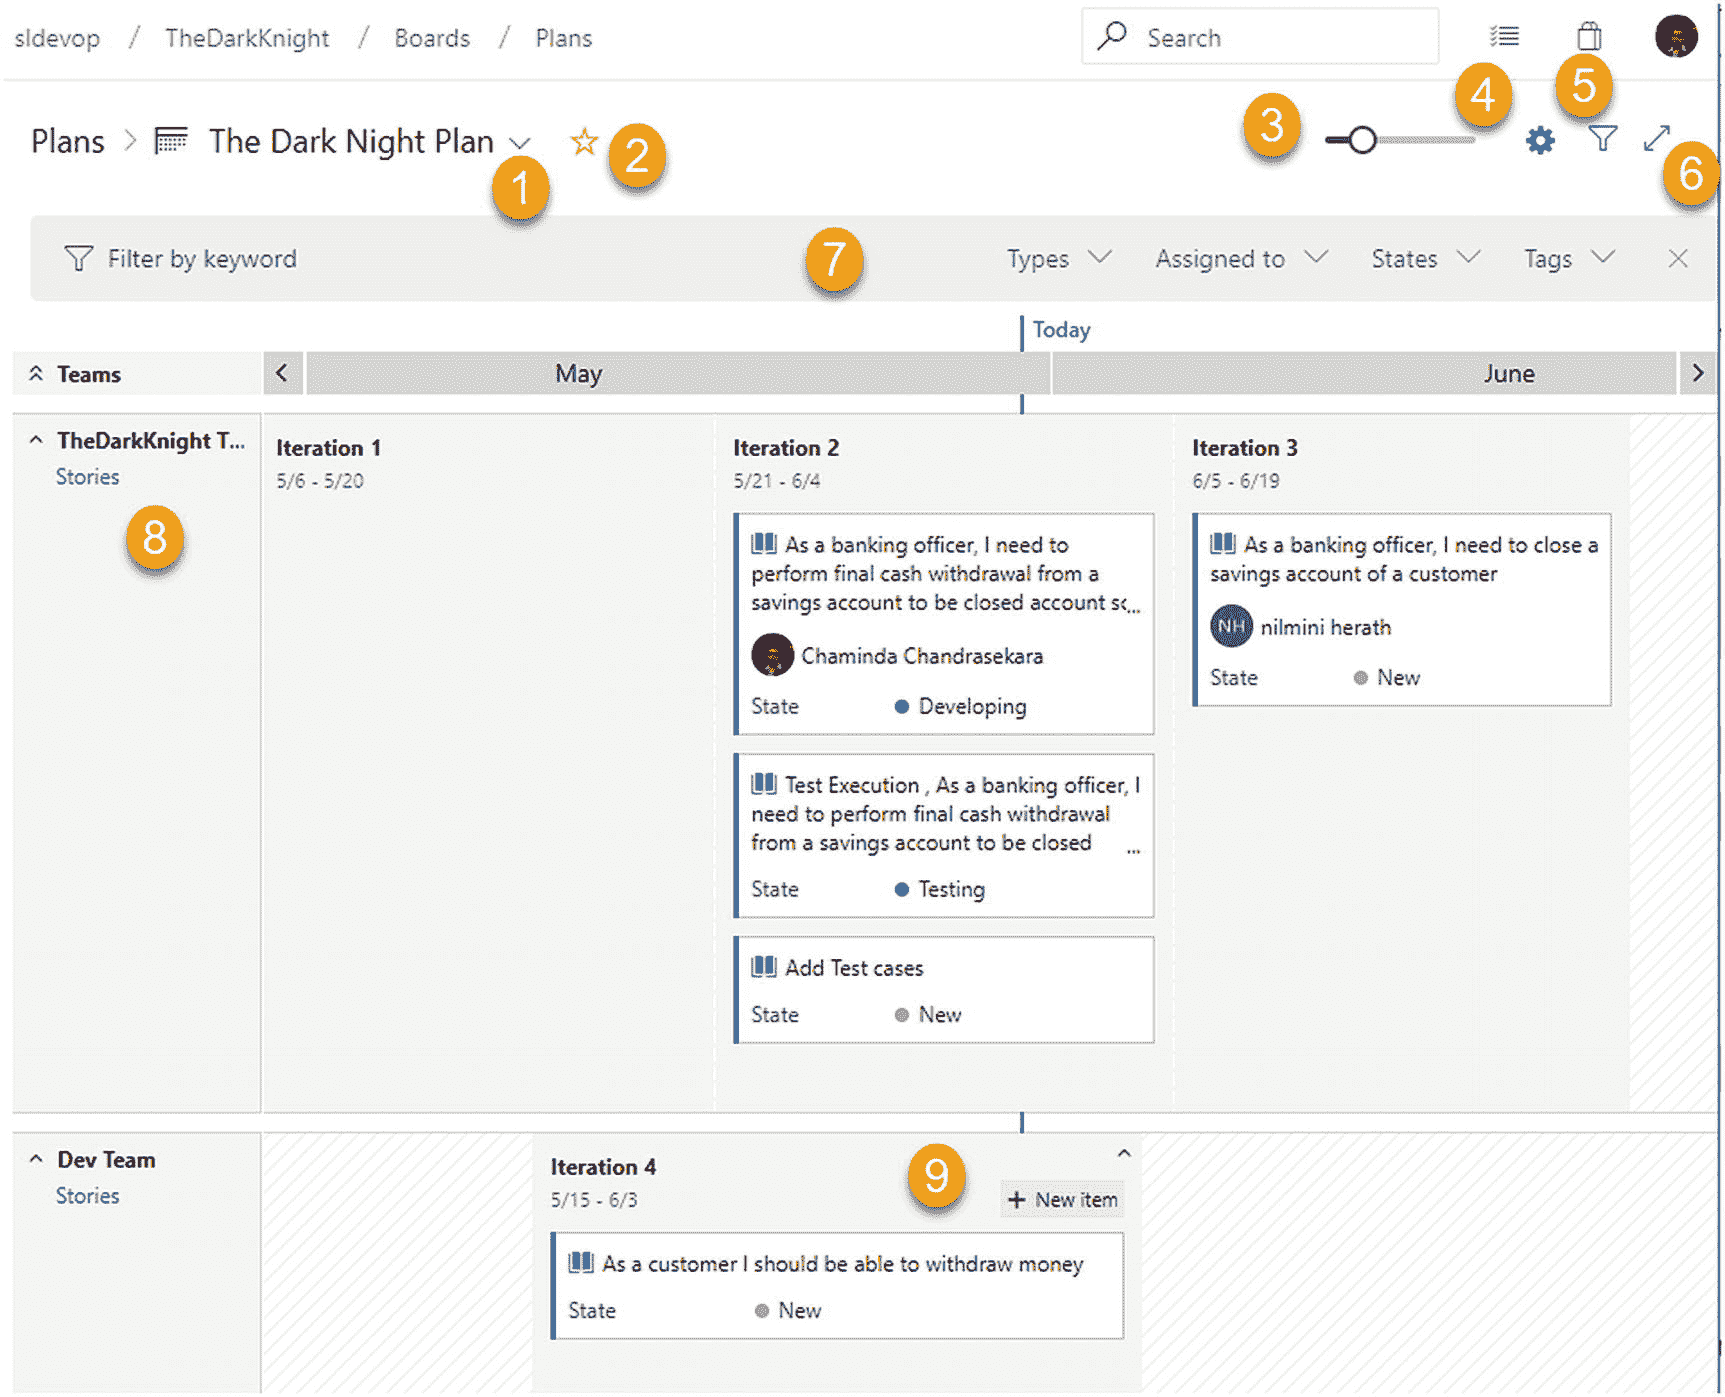 sldevop / TheDarkKnight / Boards / Plans
Search
Plans > The Dark Night Plan
1
2
3
4
5
6
Filter by keyword
7
Types
Assigned to
States
Tags
Today
Teams
May
June
TheDarkKnight T...
Stories
8
Iteration 1
5/6 - 5/20
Iteration 2
5/21 - 6/4
As a banking officer, I need to
perform final cash withdrawal from a
savings account to be closed account sc...
Chaminda Chandrasekara
State
Developing
Test Execution , As a banking officer, I
need to perform final cash withdrawal
from a savings account to be closed ...
State
Testing
Add Test cases
State
New
Iteration 3
6/5 - 6/19
As a banking officer, I need to close a
savings account of a customer
NH
nilmini herath
State
New
Dev Team
Stories
Iteration 4
5/15 - 6/3
9
+ New item
As a customer I should be able to withdraw money
State
New